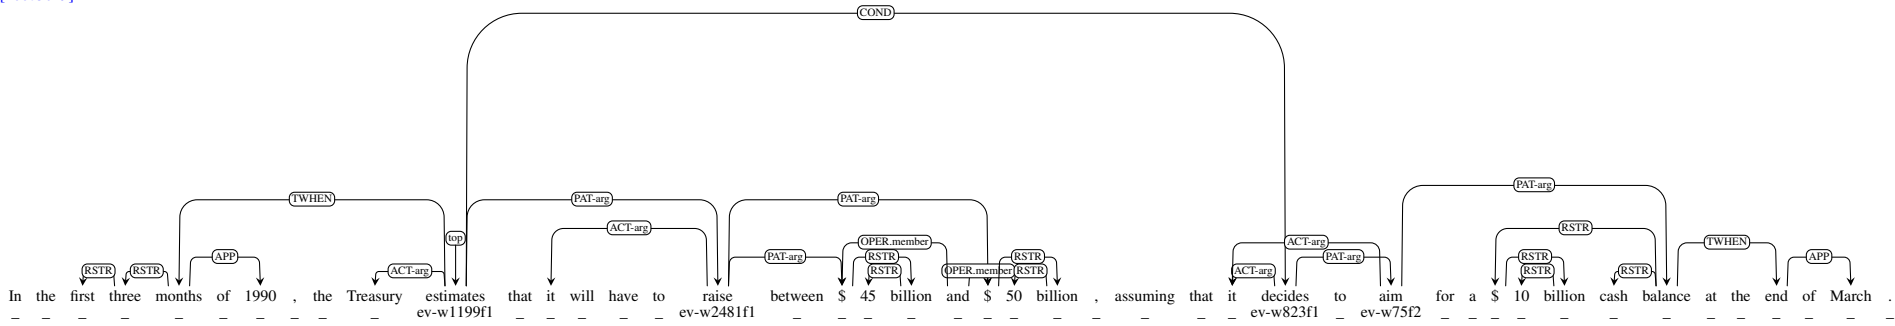 COND
TWHEN PAT-arg PAT-arg PAT-arg
ACT-arg RSTR
top OPER.member ACT-arg TWHEN
APP PAT-arg RSTR RSTR PAT-arg RSTR APP
RSTR RSTR ACT-arg RSTR OPER.member RSTR ACT-arg RSTR RSTR
In the first three months of 1990 , the Treasury estimates that it will have to raise between $ 45 billion and $ 50 billion , assuming that it decides to aim for a $ 10 billion cash balance at the end of March .
_ _ _ _ _ _ _ _ _ _ ev-w1199f1 _ _ _ _ _ ev-w2481f1 _ _ _ _ _ _ _ _ _ _ _ _ ev-w823f1 _ ev-w75f2 _ _ _ _ _ _ _ _ _ _ _ _ _